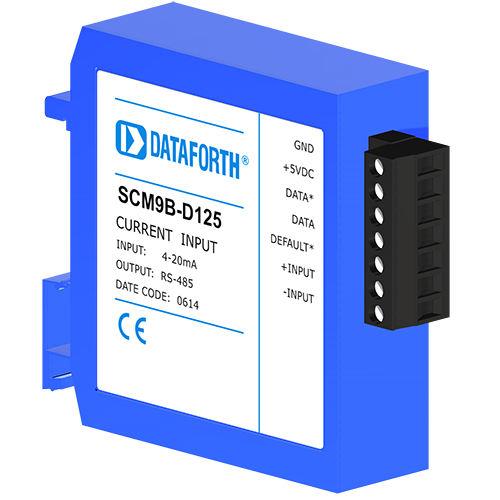 DATAFORTH®
SCM9B-D125
CURRENT INPUT
INPUT: 4-20mA
OUTPUT: RS-485
DATE CODE: 0614
CE
GND
+5VDC
DATA*
DATA
DEFAULT*
+INPUT
-INPUT